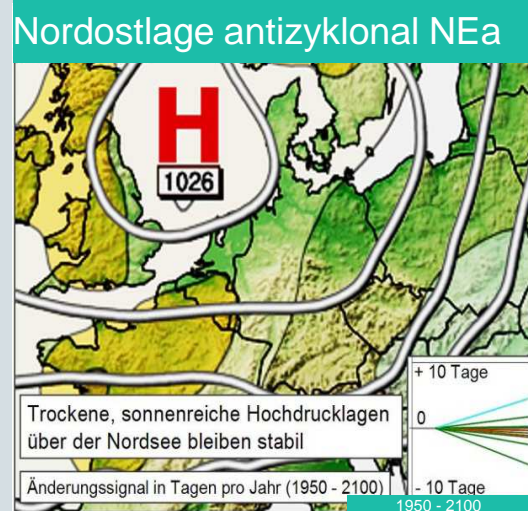 Nordostlage antizyklonal NEa
H
1026
+ 10 Tage
0
Trockene, sonnenreiche Hochdrucklagen
über der Nordsee bleiben stabil
Änderungssignal in Tagen pro Jahr (1950 - 2100)
- 10 Tage
1950 - 2100